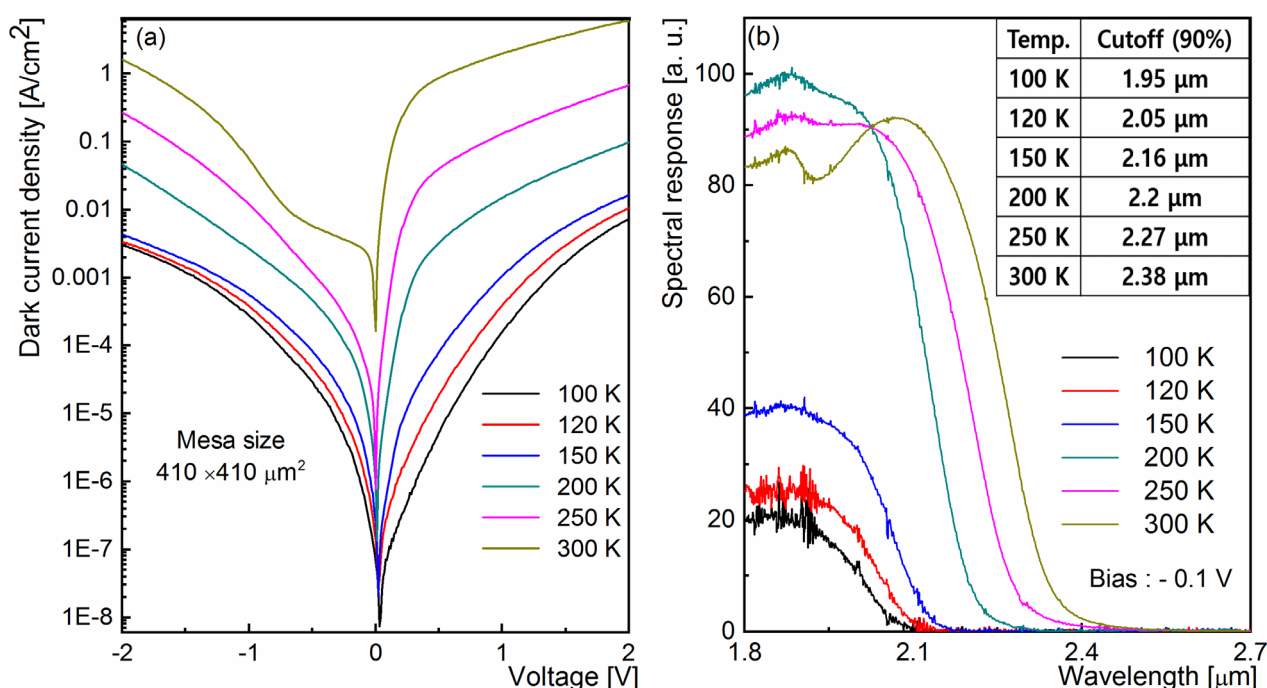 (a)
Dark current density [A/cm²]
1
0.1
0.01
0.001
1E-4
1E-5
1E-6
1E-7
1E-8
Mesa size
410 ×410 μm²
100 K
120 K
150 K
200 K
250 K
300 K
-2 -1 0 1 2
Voltage [V]
(b)
Spectral response [a. u.]
100
80
60
40
20
0
Temp. Cutoff (90%)
100 K 1.95 μm
120 K 2.05 μm
150 K 2.16 μm
200 K 2.2 μm
250 K 2.27 μm
300 K 2.38 μm
100 K
120 K
150 K
200 K
250 K
300 K
Bias : - 0.1 V
1.8 2.1 2.4 2.7
Wavelength [μm]